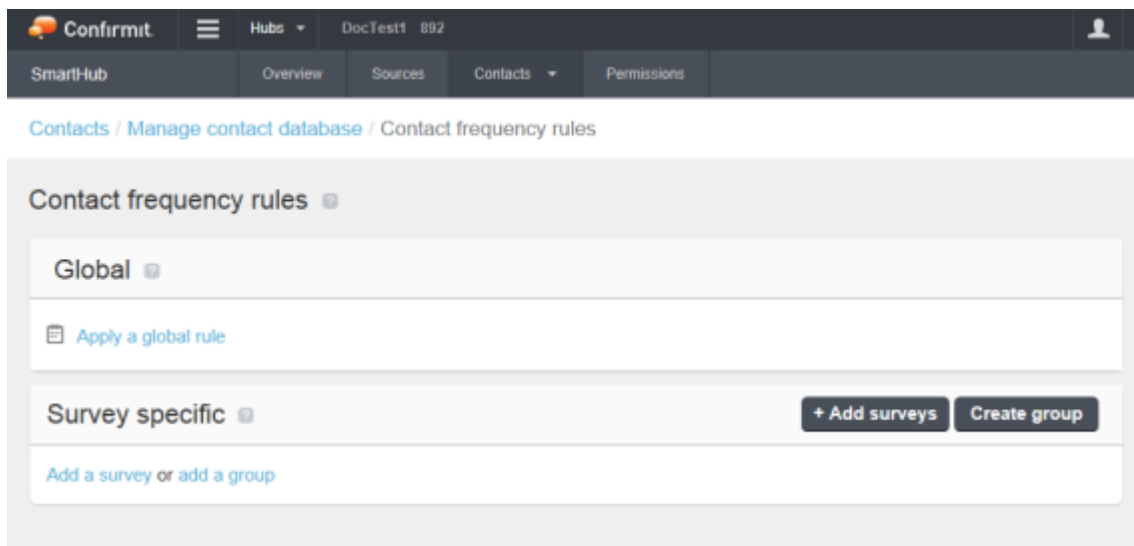 Confirmit. Hubs DocTest1 892
SmartHub Overview Sources Contacts Permissions
Contacts / Manage contact database / Contact frequency rules
Contact frequency rules ?
Global ?
Apply a global rule
Survey specific ? + Add surveys Create group
Add a survey or add a group